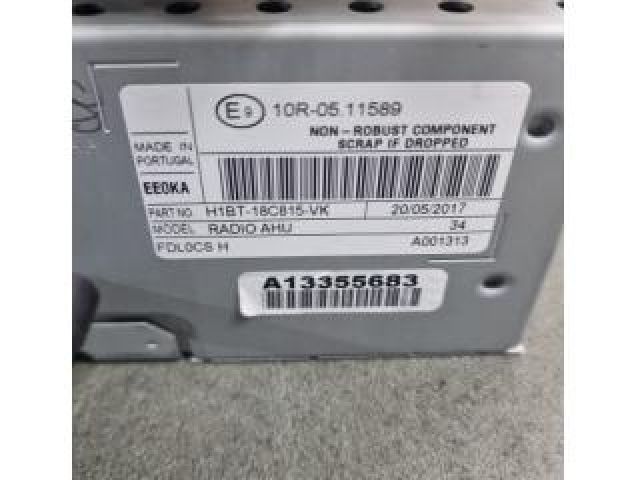 E9 10R-05.11589
NON-ROBUST COMPONENT
SCRAP IF DROPPED
MADE IN
PORTUGAL
EE0KA
PART NO. H1BT-18C815-VK 20/05/2017
MODEL RADIO AHU 34
FDL0CS H A001313
A13355683